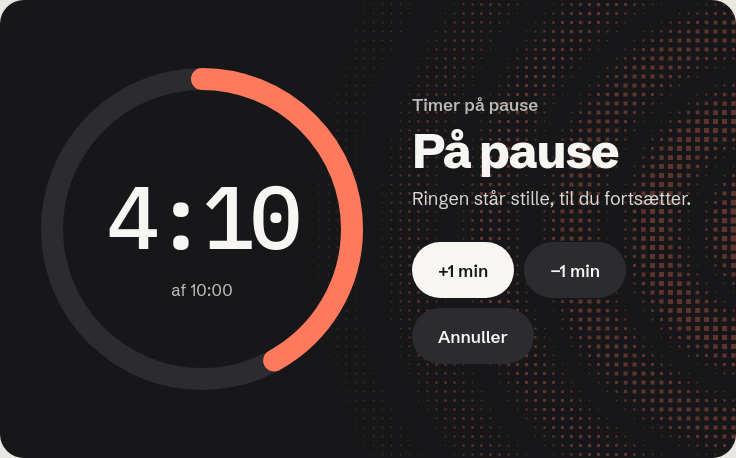 4:10
af 10:00
Timer på pause
På pause
Ringen står stille, til du fortsætter.
+1 min
−1 min
Annuller